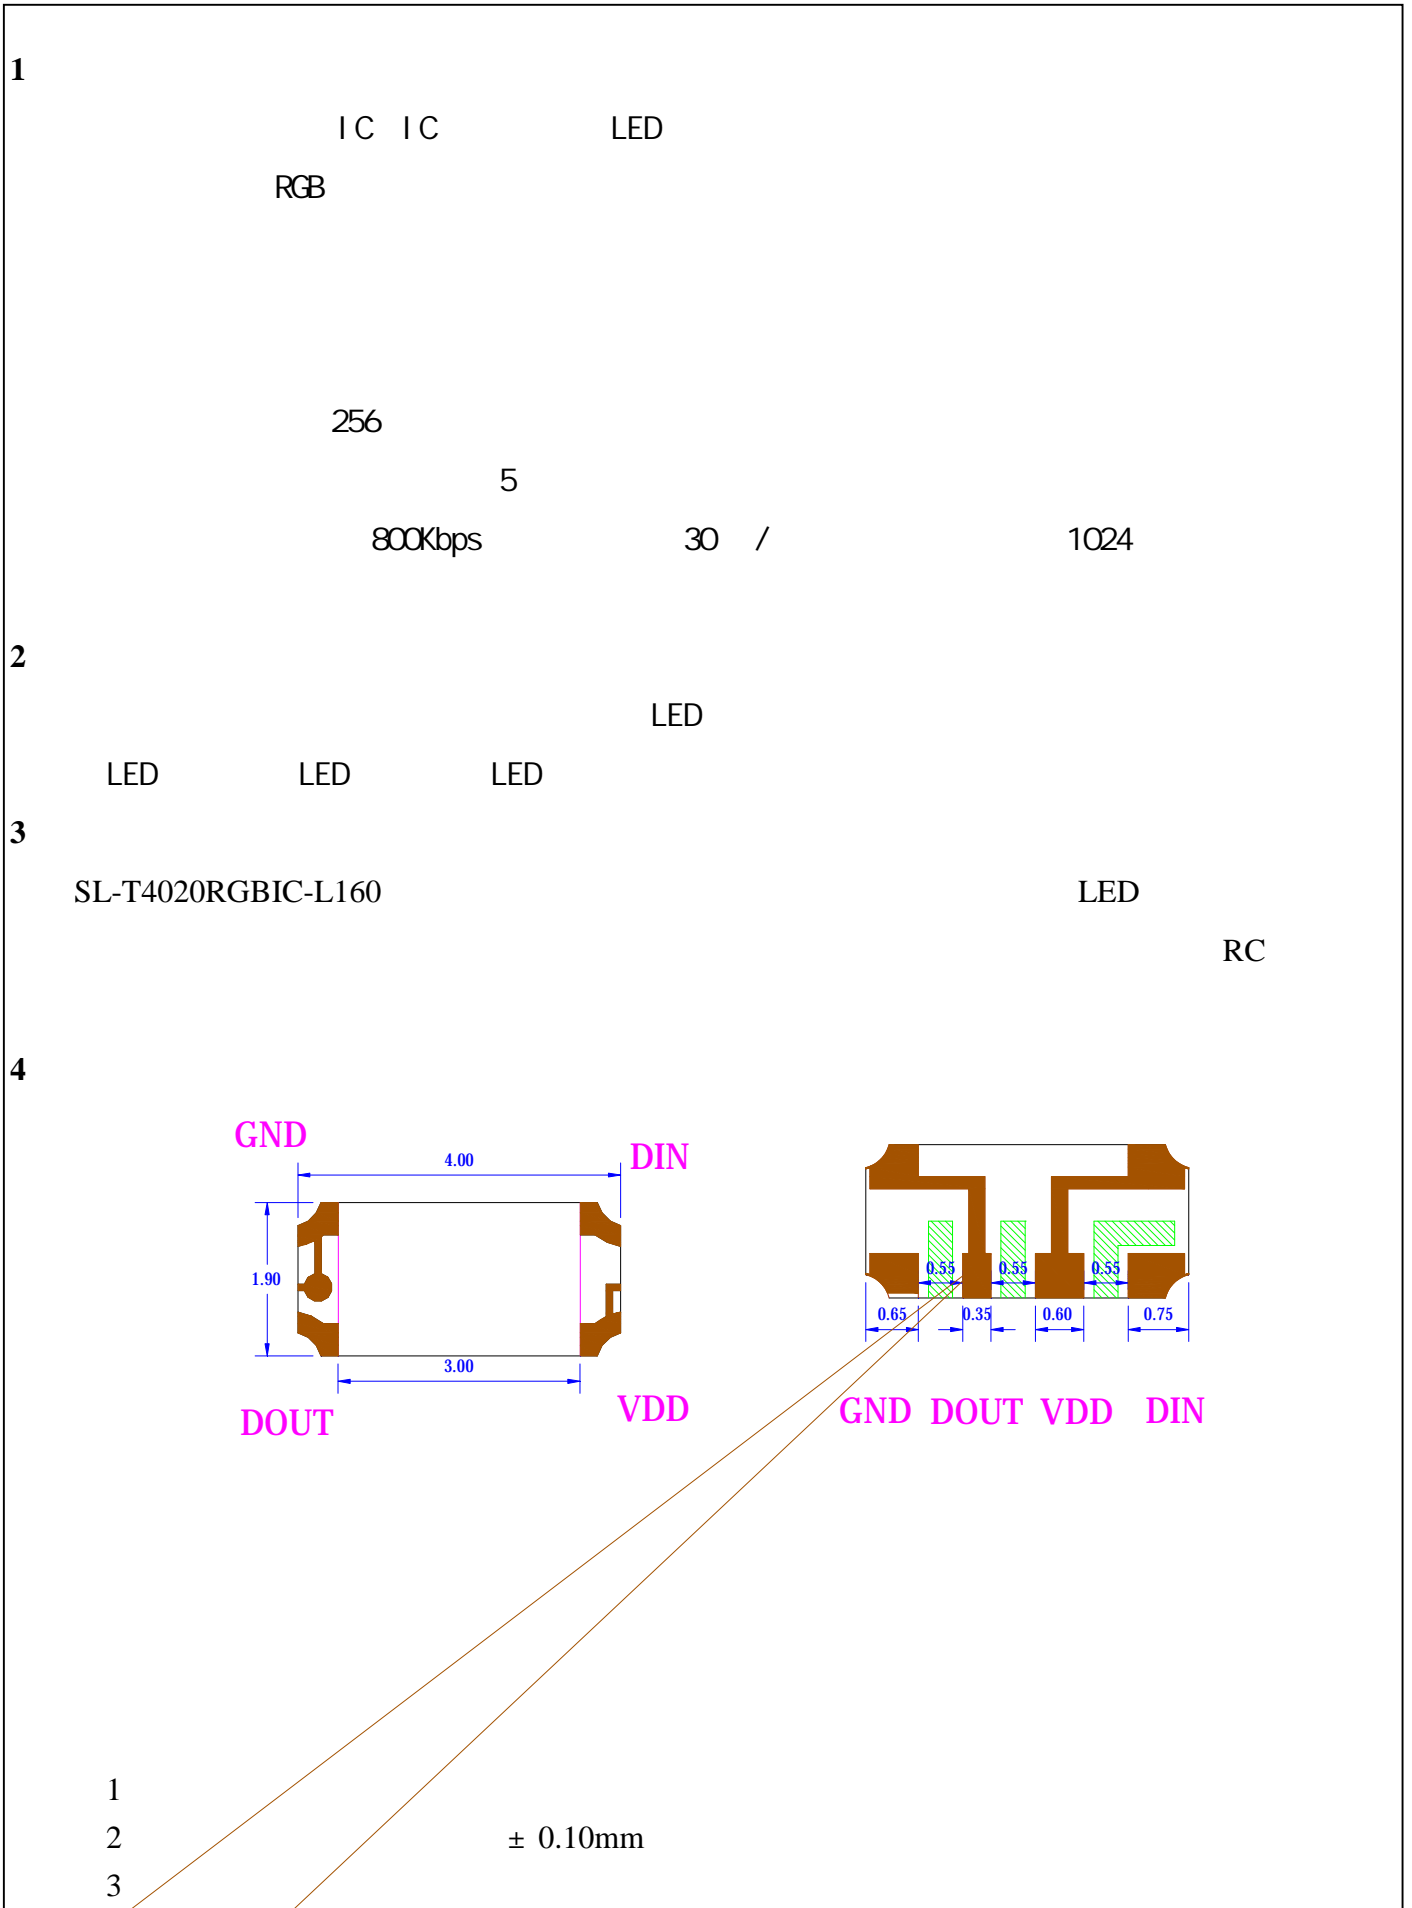 1
IC IC LED
RGB
256
5
800Kbps 30 / 1024
2
LED
LED LED LED
3
SL-T4020RGBIC-L160 LED
RC
4
GND
4.00
DIN
1.90
3.00
DOUT
VDD
0.55 0.55 0.55
0.65 0.35 0.60 0.75
GND DOUT VDD DIN
1
2 ± 0.10mm
3